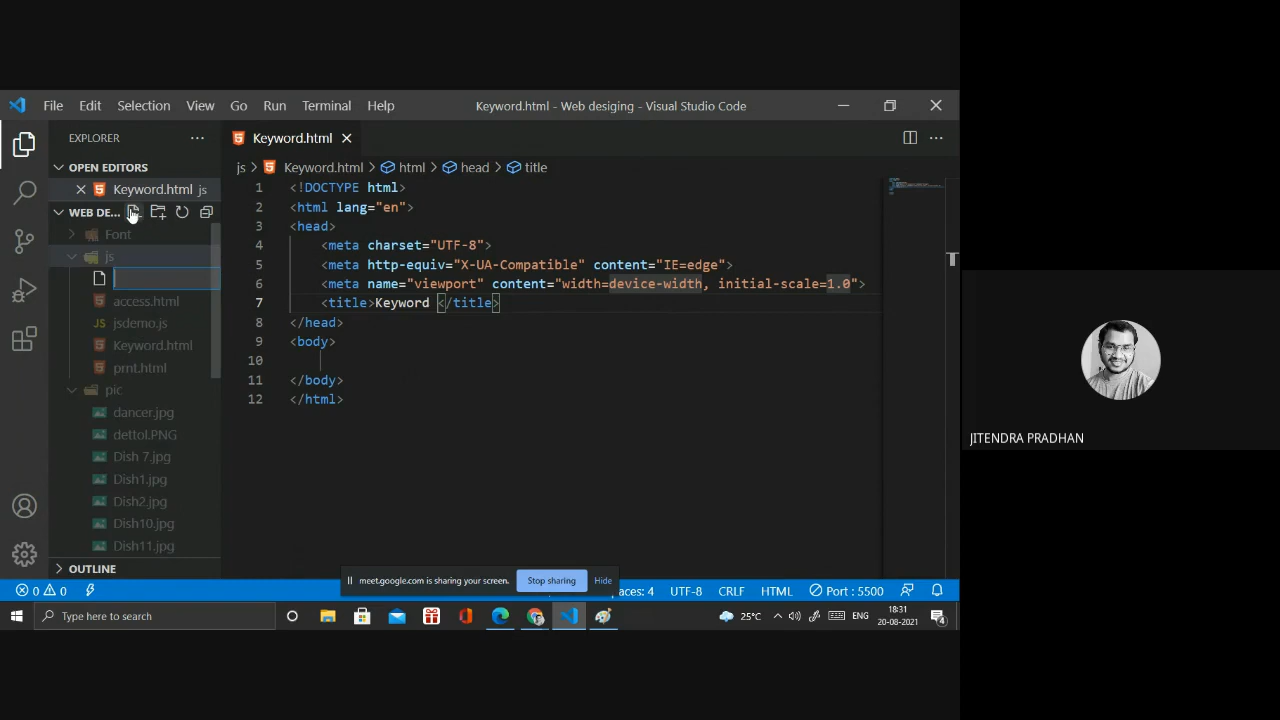 File Edit Selection View Go Run Terminal Help Keyword.html - Web desiging - Visual Studio Code
EXPLORER
Keyword.html
OPEN EDITORS
Keyword.html js
WEB DE...
Font
js
access.html
jsdemo.js
Keyword.html
prnt.html
pic
dancer.jpg
dettol.PNG
Dish 7.jpg
Dish1.jpg
Dish2.jpg
Dish10.jpg
Dish11.jpg
OUTLINE
js > Keyword.html > html > head > title
1 <!DOCTYPE html>
2 <html lang="en">
3 <head>
4 <meta charset="UTF-8">
5 <meta http-equiv="X-UA-Compatible" content="IE=edge">
6 <meta name="viewport" content="width=device-width, initial-scale=1.0">
7 <title>Keyword </title>
8 </head>
9 <body>
10
11 </body>
12 </html>
JITENDRA PRADHAN
meet.google.com is sharing your screen. Stop sharing Hide
0 0 paces: 4 UTF-8 CRLF HTML Port : 5500
Type here to search
25°C ENG
18:31
20-08-2021
4